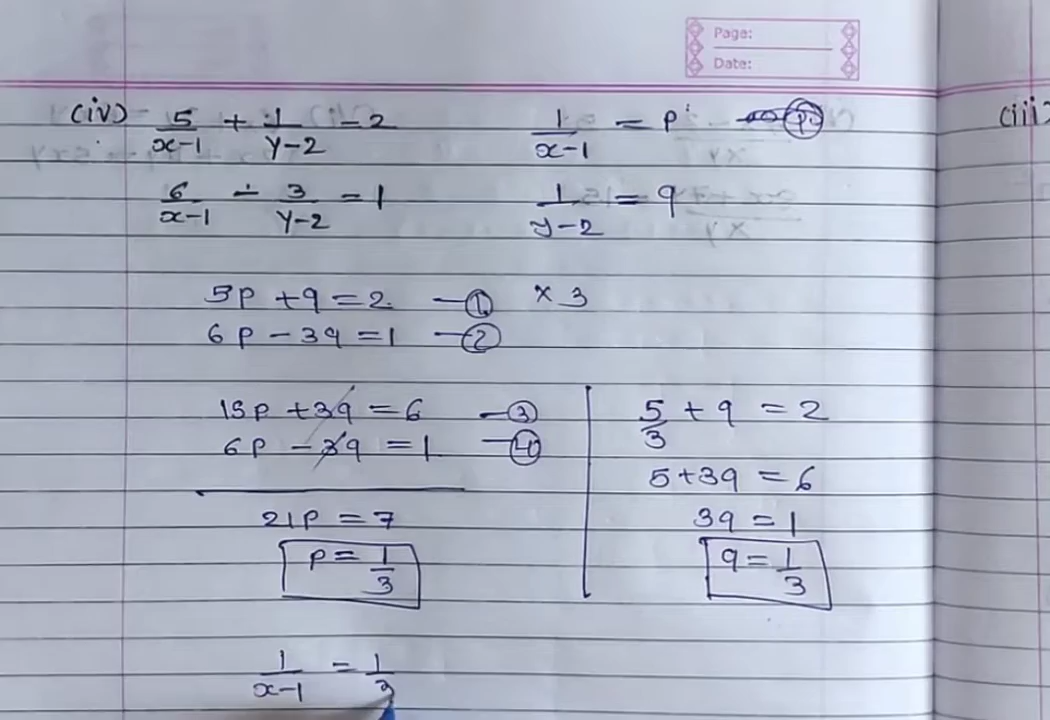 Page:
Date:
(iv) 5/(x-1) + 1/(y-2) = 2    1/(x-1) = p
6/(x-1) - 3/(y-2) = 1    1/(y-2) = q
(iii)
5p + q = 2 — ① × 3
6p - 3q = 1 — ②
15p + 3q = 6 — ③
6p - 3q = 1 — ④
21p = 7
p = 1/3
5/3 + q = 2
5 + 3q = 6
3q = 1
q = 1/3
1/(x-1) = 1/3